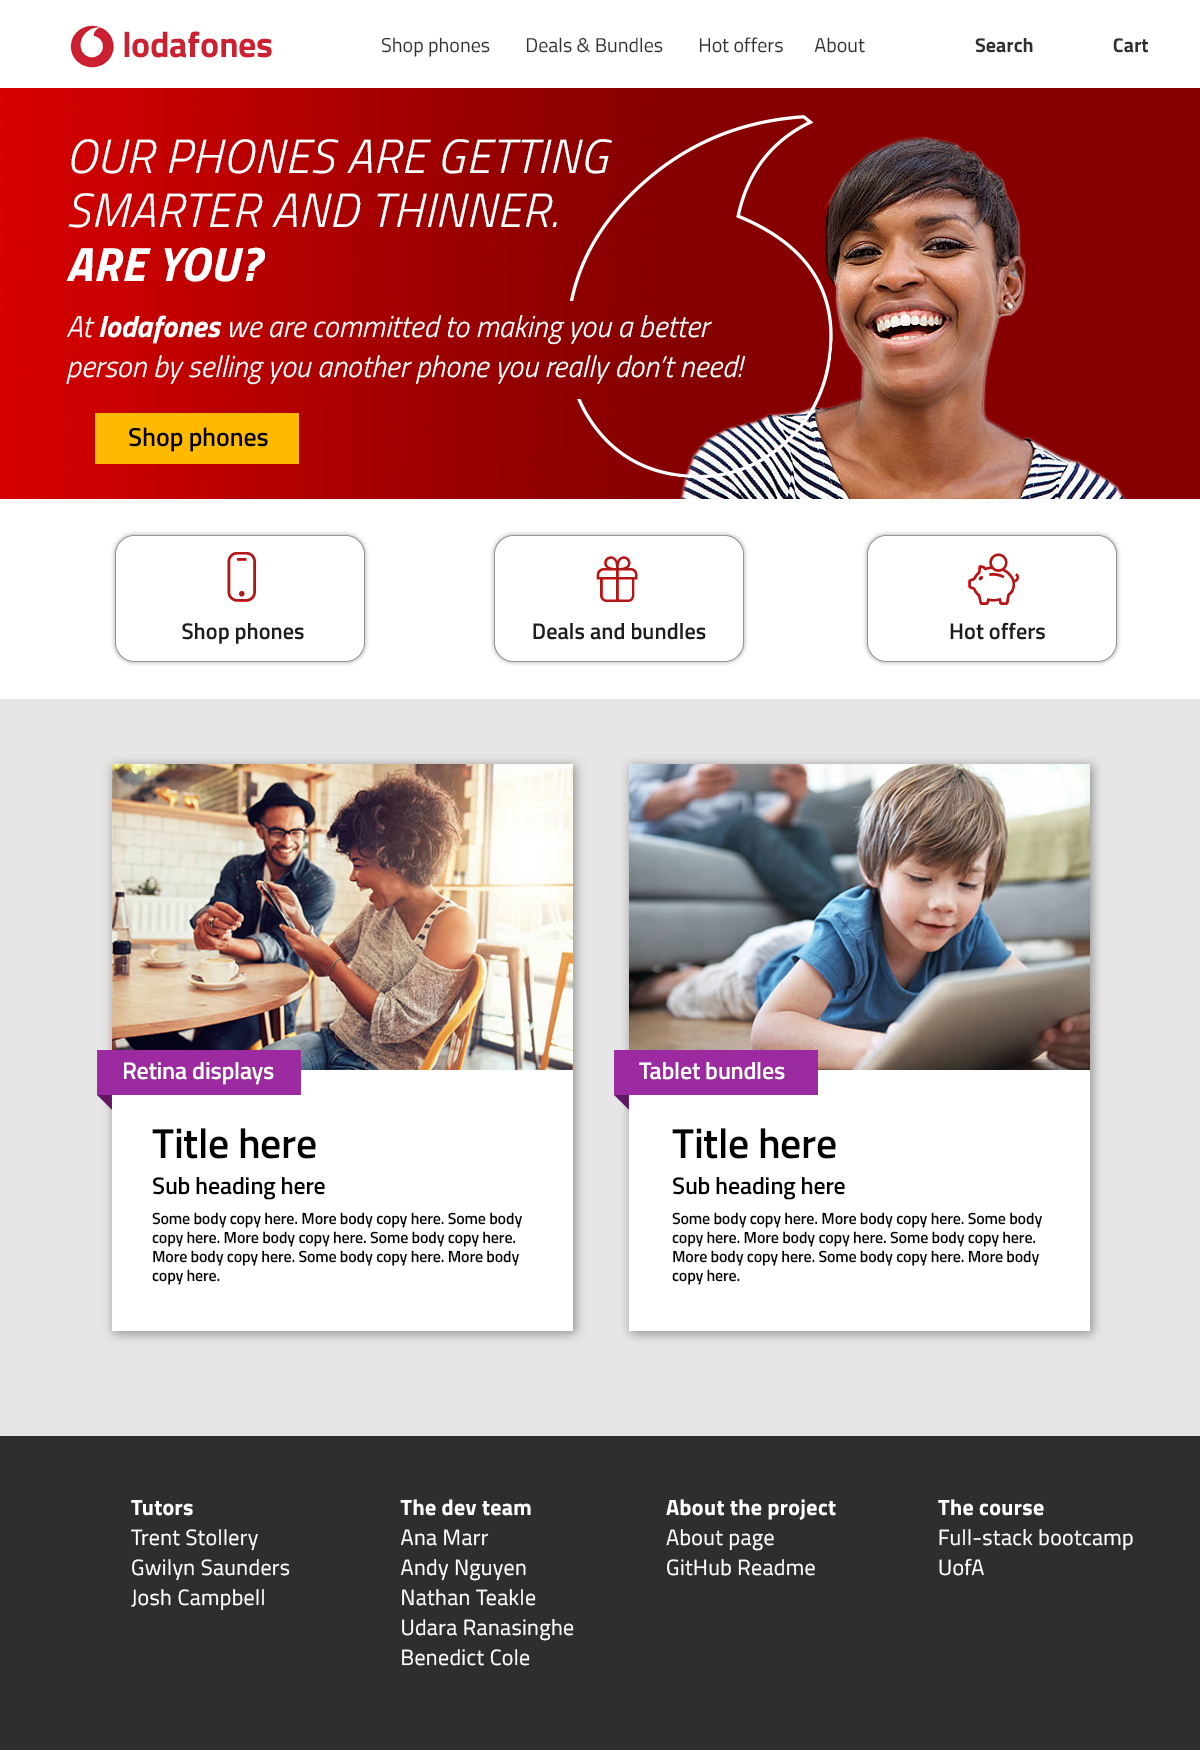 lodafones
Shop phones
Deals & Bundles
Hot offers
About
Search
Cart
OUR PHONES ARE GETTING
SMARTER AND THINNER.
ARE YOU?
At lodafones we are committed to making you a better
person by selling you another phone you really don't need!
Shop phones
Shop phones
Deals and bundles
Hot offers
Retina displays
Title here
Sub heading here
Some body copy here. More body copy here. Some body
copy here. More body copy here. Some body copy here.
More body copy here. Some body copy here. More body
copy here.
Tablet bundles
Title here
Sub heading here
Some body copy here. More body copy here. Some body
copy here. More body copy here. Some body copy here.
More body copy here. Some body copy here. More body
copy here.
Tutors
Trent Stollery
Gwilyn Saunders
Josh Campbell
The dev team
Ana Marr
Andy Nguyen
Nathan Teakle
Udara Ranasinghe
Benedict Cole
About the project
About page
GitHub Readme
The course
Full-stack bootcamp
UofA